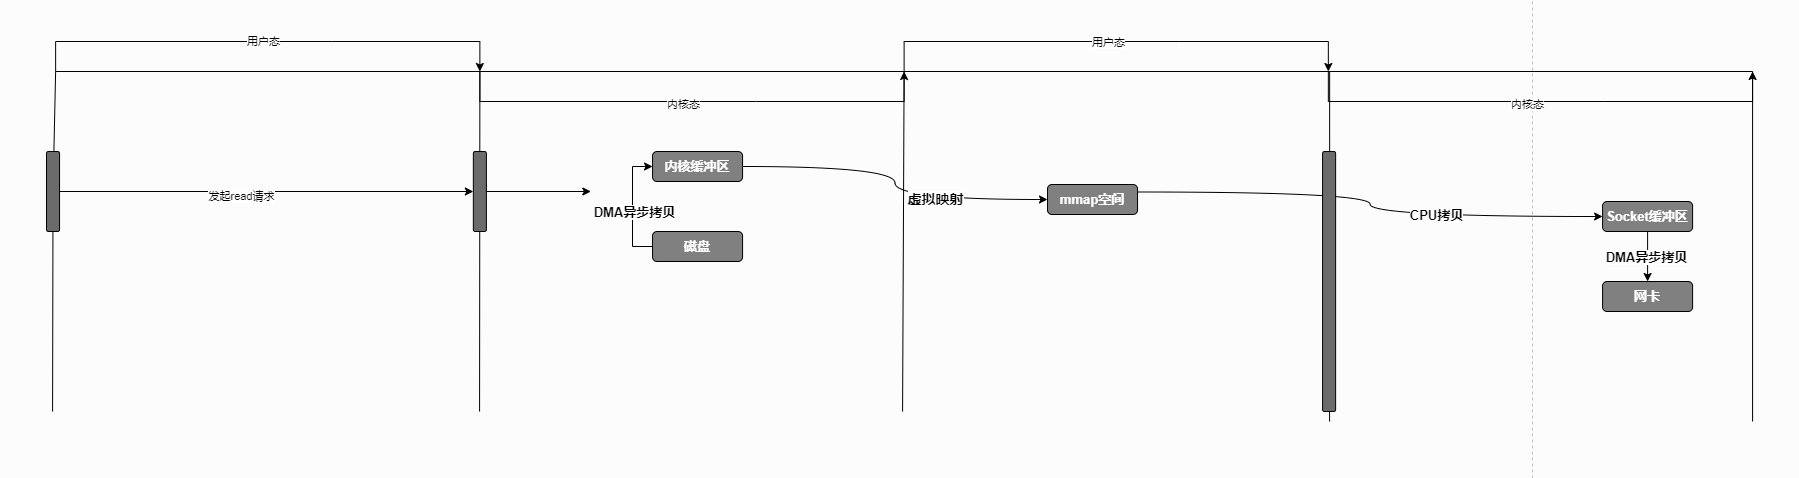 用户态
用户态
内核态
内核态
内核缓冲区
发起read请求
DMA异步拷贝
虚拟映射
mmap空间
CPU拷贝
Socket缓冲区
磁盘
DMA异步拷贝
网卡